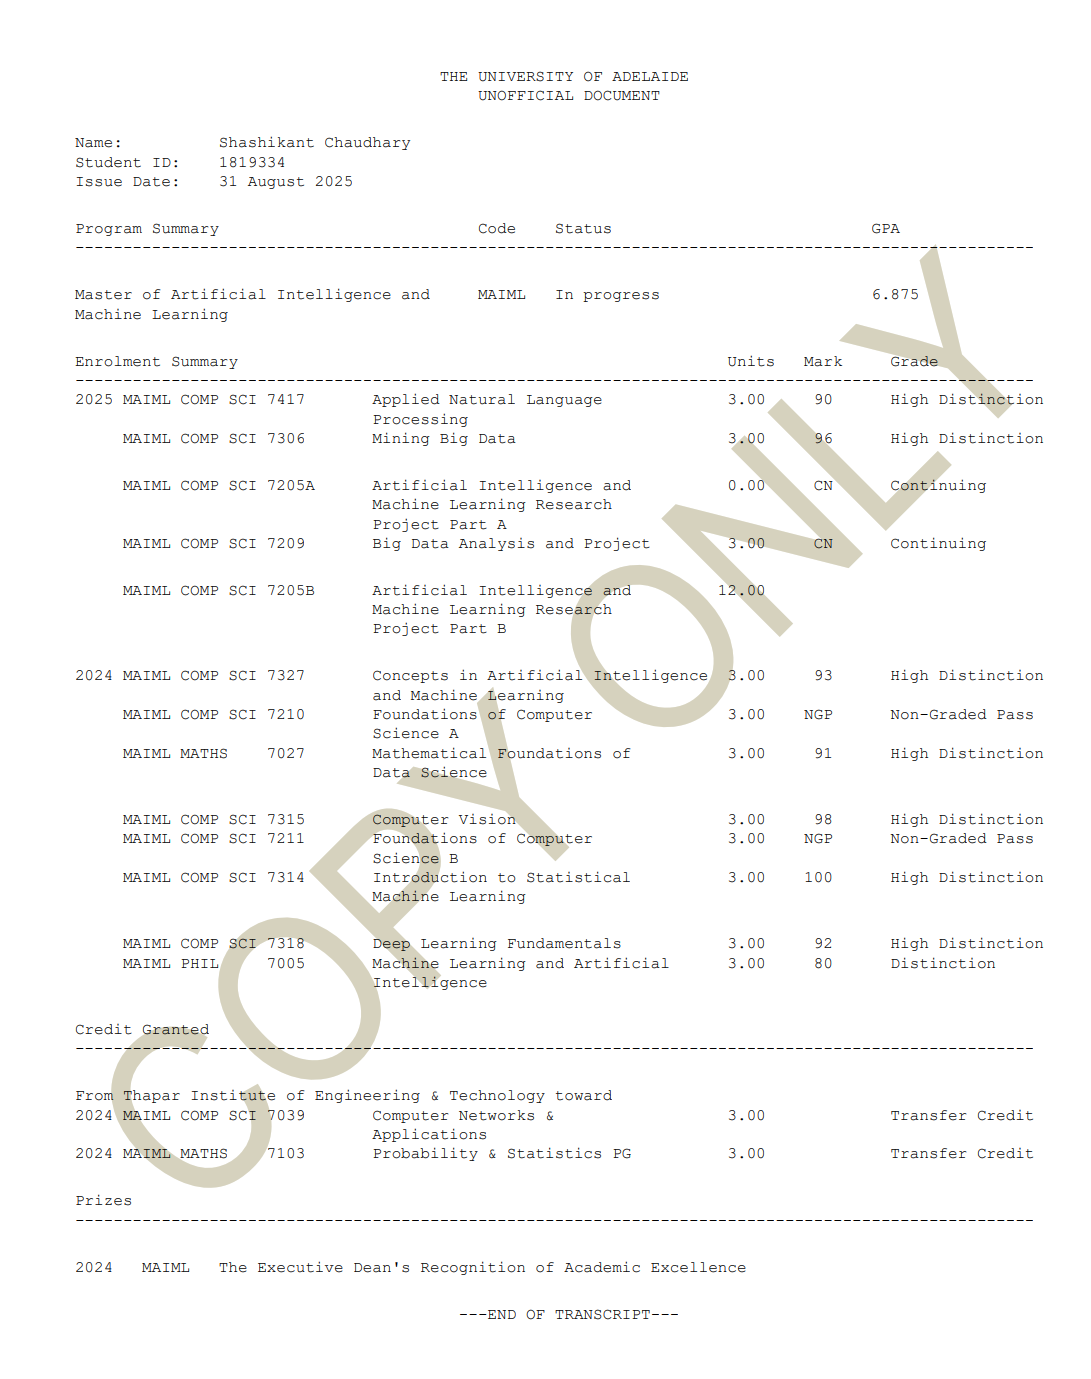 THE UNIVERSITY OF ADELAIDE
UNOFFICIAL DOCUMENT
Name: Shashikant Chaudhary
Student ID: 1819334
Issue Date: 31 August 2025
Program Summary Code Status GPA
Master of Artificial Intelligence and MAIML In progress 6.875
Machine Learning
Enrolment Summary Units Mark Grade
2025 MAIML COMP SCI 7417 Applied Natural Language 3.00 90 High Distinction
Processing
MAIML COMP SCI 7306 Mining Big Data 3.00 96 High Distinction
MAIML COMP SCI 7205A Artificial Intelligence and 0.00 CN Continuing
Machine Learning Research
Project Part A
MAIML COMP SCI 7209 Big Data Analysis and Project 3.00 CN Continuing
MAIML COMP SCI 7205B Artificial Intelligence and 12.00
Machine Learning Research
Project Part B
2024 MAIML COMP SCI 7327 Concepts in Artificial Intelligence 3.00 93 High Distinction
and Machine Learning
MAIML COMP SCI 7210 Foundations of Computer 3.00 NGP Non-Graded Pass
Science A
MAIML MATHS 7027 Mathematical Foundations of 3.00 91 High Distinction
Data Science
MAIML COMP SCI 7315 Computer Vision 3.00 98 High Distinction
MAIML COMP SCI 7211 Foundations of Computer 3.00 NGP Non-Graded Pass
Science B
MAIML COMP SCI 7314 Introduction to Statistical 3.00 100 High Distinction
Machine Learning
MAIML COMP SCI 7318 Deep Learning Fundamentals 3.00 92 High Distinction
MAIML PHIL 7005 Machine Learning and Artificial 3.00 80 Distinction
Intelligence
Credit Granted
From Thapar Institute of Engineering & Technology toward
2024 MAIML COMP SCI 7039 Computer Networks & 3.00 Transfer Credit
Applications
2024 MAIML MATHS 7103 Probability & Statistics PG 3.00 Transfer Credit
Prizes
2024 MAIML The Executive Dean's Recognition of Academic Excellence
---END OF TRANSCRIPT---
COPY ONLY